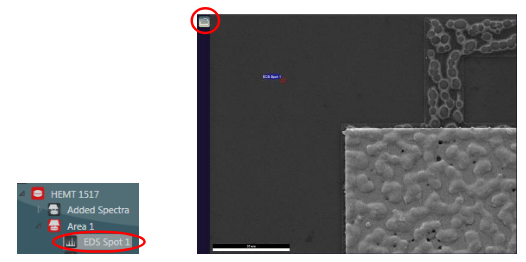 EDS Spot 1
HEMT 1517
Added Spectra
Area 1
EDS Spot 1